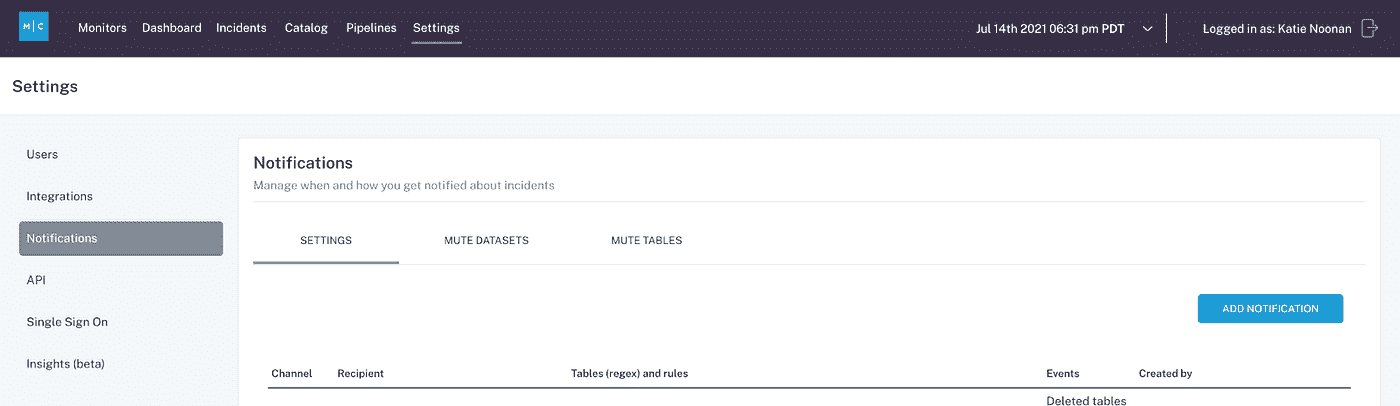 M|C Monitors Dashboard Incidents Catalog Pipelines Settings Jul 14th 2021 06:31 pm PDT Logged in as: Katie Noonan
Settings
Users
Integrations
Notifications
API
Single Sign On
Insights (beta)
Notifications
Manage when and how you get notified about incidents
SETTINGS MUTE DATASETS MUTE TABLES
ADD NOTIFICATION
Channel Recipient Tables (regex) and rules Events Created by
Deleted tables